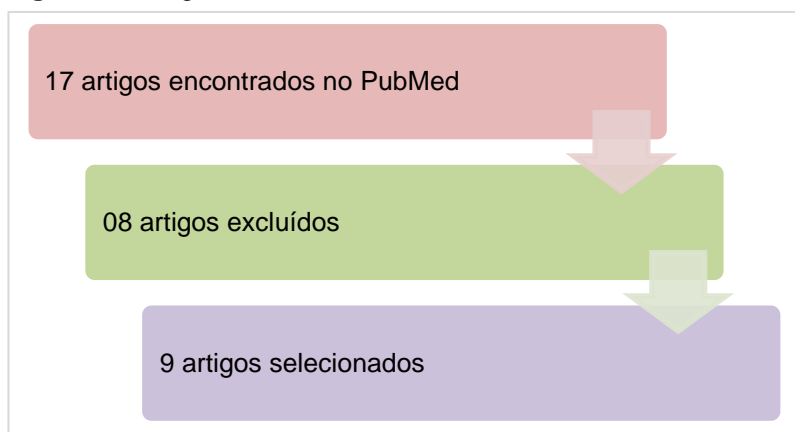 17 artigos encontrados no PubMed
08 artigos excluídos
9 artigos selecionados